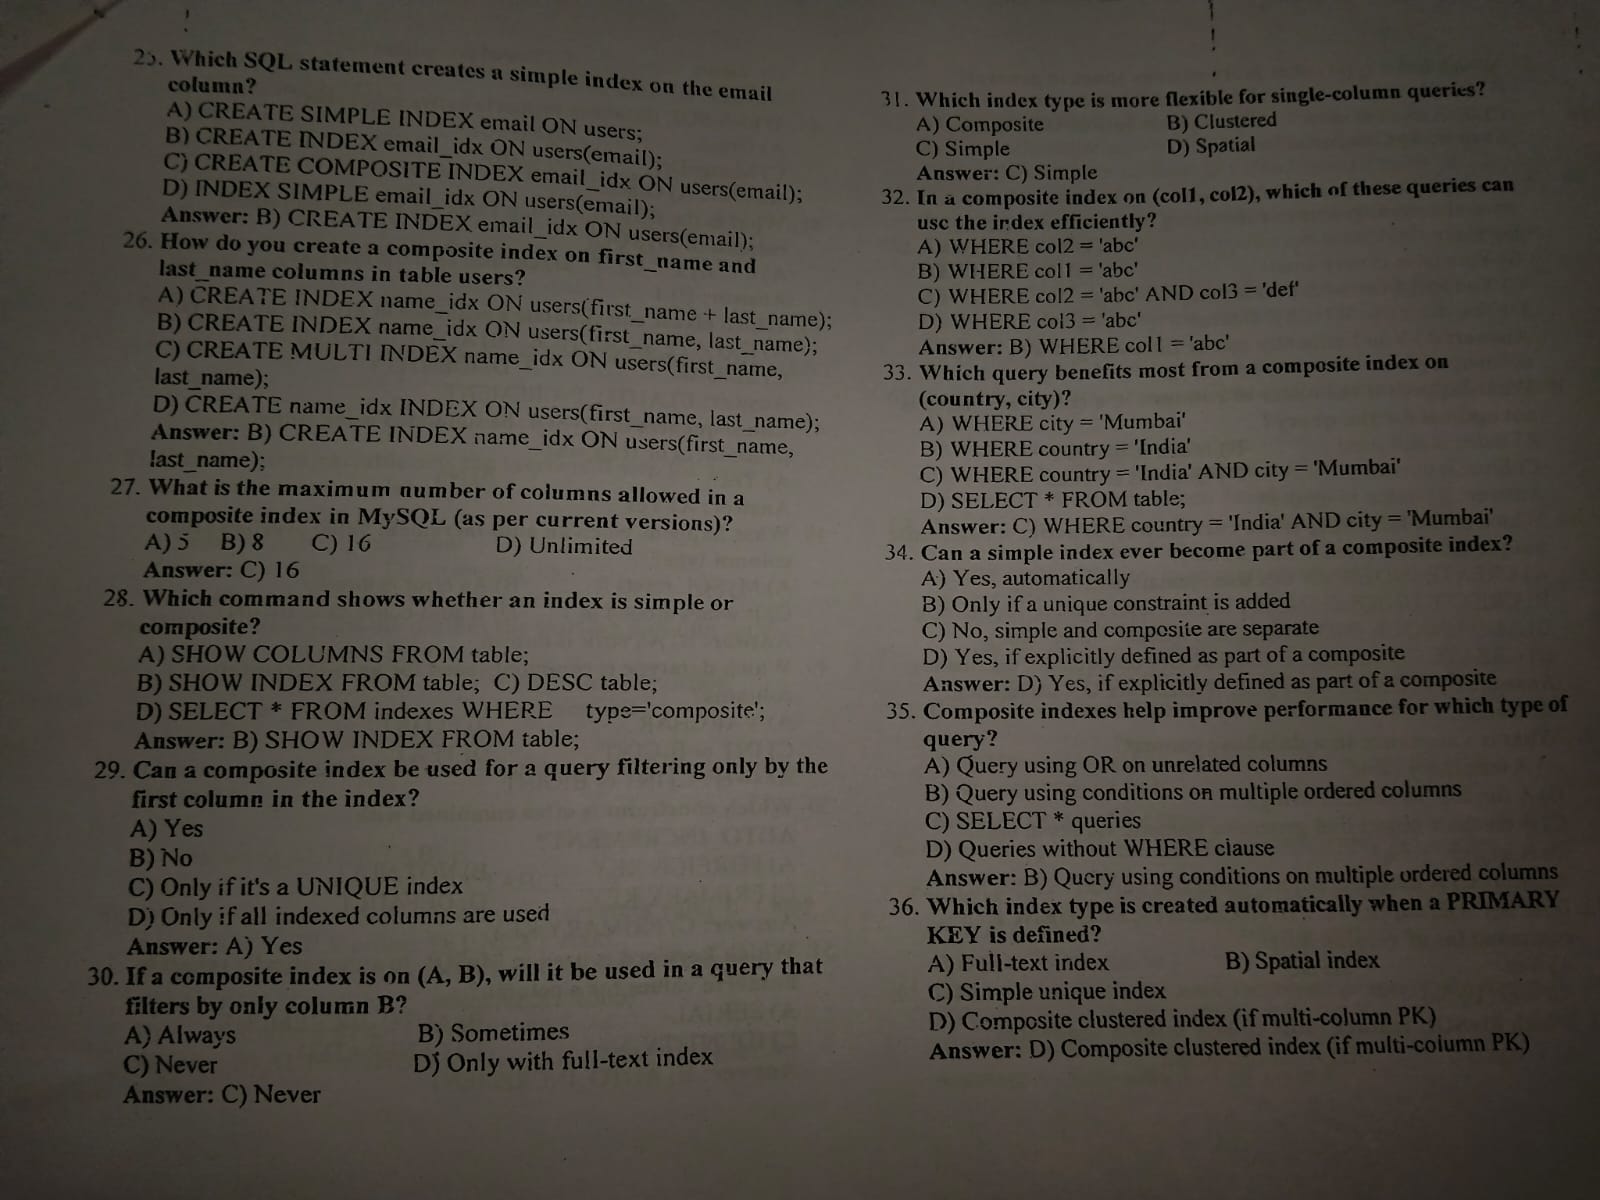 25. Which SQL statement creates a simple index on the email
column?
A) CREATE SIMPLE INDEX email ON users;
B) CREATE INDEX email_idx ON users(email);
C) CREATE COMPOSITE INDEX email_idx ON users(email);
D) INDEX SIMPLE email_idx ON users(email);
Answer: B) CREATE INDEX email_idx ON users(email);
26. How do you create a composite index on first_name and
last_name columns in table users?
A) CREATE INDEX name_idx ON users(first_name + last_name);
B) CREATE INDEX name_idx ON users(first_name, last_name);
C) CREATE MULTI INDEX name_idx ON users(first_name,
last_name);
D) CREATE name_idx INDEX ON users(first_name, last_name);
Answer: B) CREATE INDEX name_idx ON users(first_name,
last_name);
27. What is the maximum number of columns allowed in a
composite index in MySQL (as per current versions)?
A) 5 B) 8 C) 16 D) Unlimited
Answer: C) 16
28. Which command shows whether an index is simple or
composite?
A) SHOW COLUMNS FROM table;
B) SHOW INDEX FROM table; C) DESC table;
D) SELECT * FROM indexes WHERE type='composite';
Answer: B) SHOW INDEX FROM table;
29. Can a composite index be used for a query filtering only by the
first column in the index?
A) Yes
B) No
C) Only if it's a UNIQUE index
D) Only if all indexed columns are used
Answer: A) Yes
30. If a composite index is on (A, B), will it be used in a query that
filters by only column B?
A) Always B) Sometimes
C) Never D) Only with full-text index
Answer: C) Never
31. Which index type is more flexible for single-column queries?
A) Composite B) Clustered
C) Simple D) Spatial
Answer: C) Simple
32. In a composite index on (col1, col2), which of these queries can
use the index efficiently?
A) WHERE col2 = 'abc'
B) WHERE col1 = 'abc'
C) WHERE col2 = 'abc' AND col3 = 'def'
D) WHERE col3 = 'abc'
Answer: B) WHERE col1 = 'abc'
33. Which query benefits most from a composite index on
(country, city)?
A) WHERE city = 'Mumbai'
B) WHERE country = 'India'
C) WHERE country = 'India' AND city = 'Mumbai'
D) SELECT * FROM table;
Answer: C) WHERE country = 'India' AND city = 'Mumbai'
34. Can a simple index ever become part of a composite index?
A) Yes, automatically
B) Only if a unique constraint is added
C) No, simple and composite are separate
D) Yes, if explicitly defined as part of a composite
Answer: D) Yes, if explicitly defined as part of a composite
35. Composite indexes help improve performance for which type of
query?
A) Query using OR on unrelated columns
B) Query using conditions on multiple ordered columns
C) SELECT * queries
D) Queries without WHERE clause
Answer: B) Query using conditions on multiple ordered columns
36. Which index type is created automatically when a PRIMARY
KEY is defined?
A) Full-text index B) Spatial index
C) Simple unique index
D) Composite clustered index (if multi-column PK)
Answer: D) Composite clustered index (if multi-column PK)